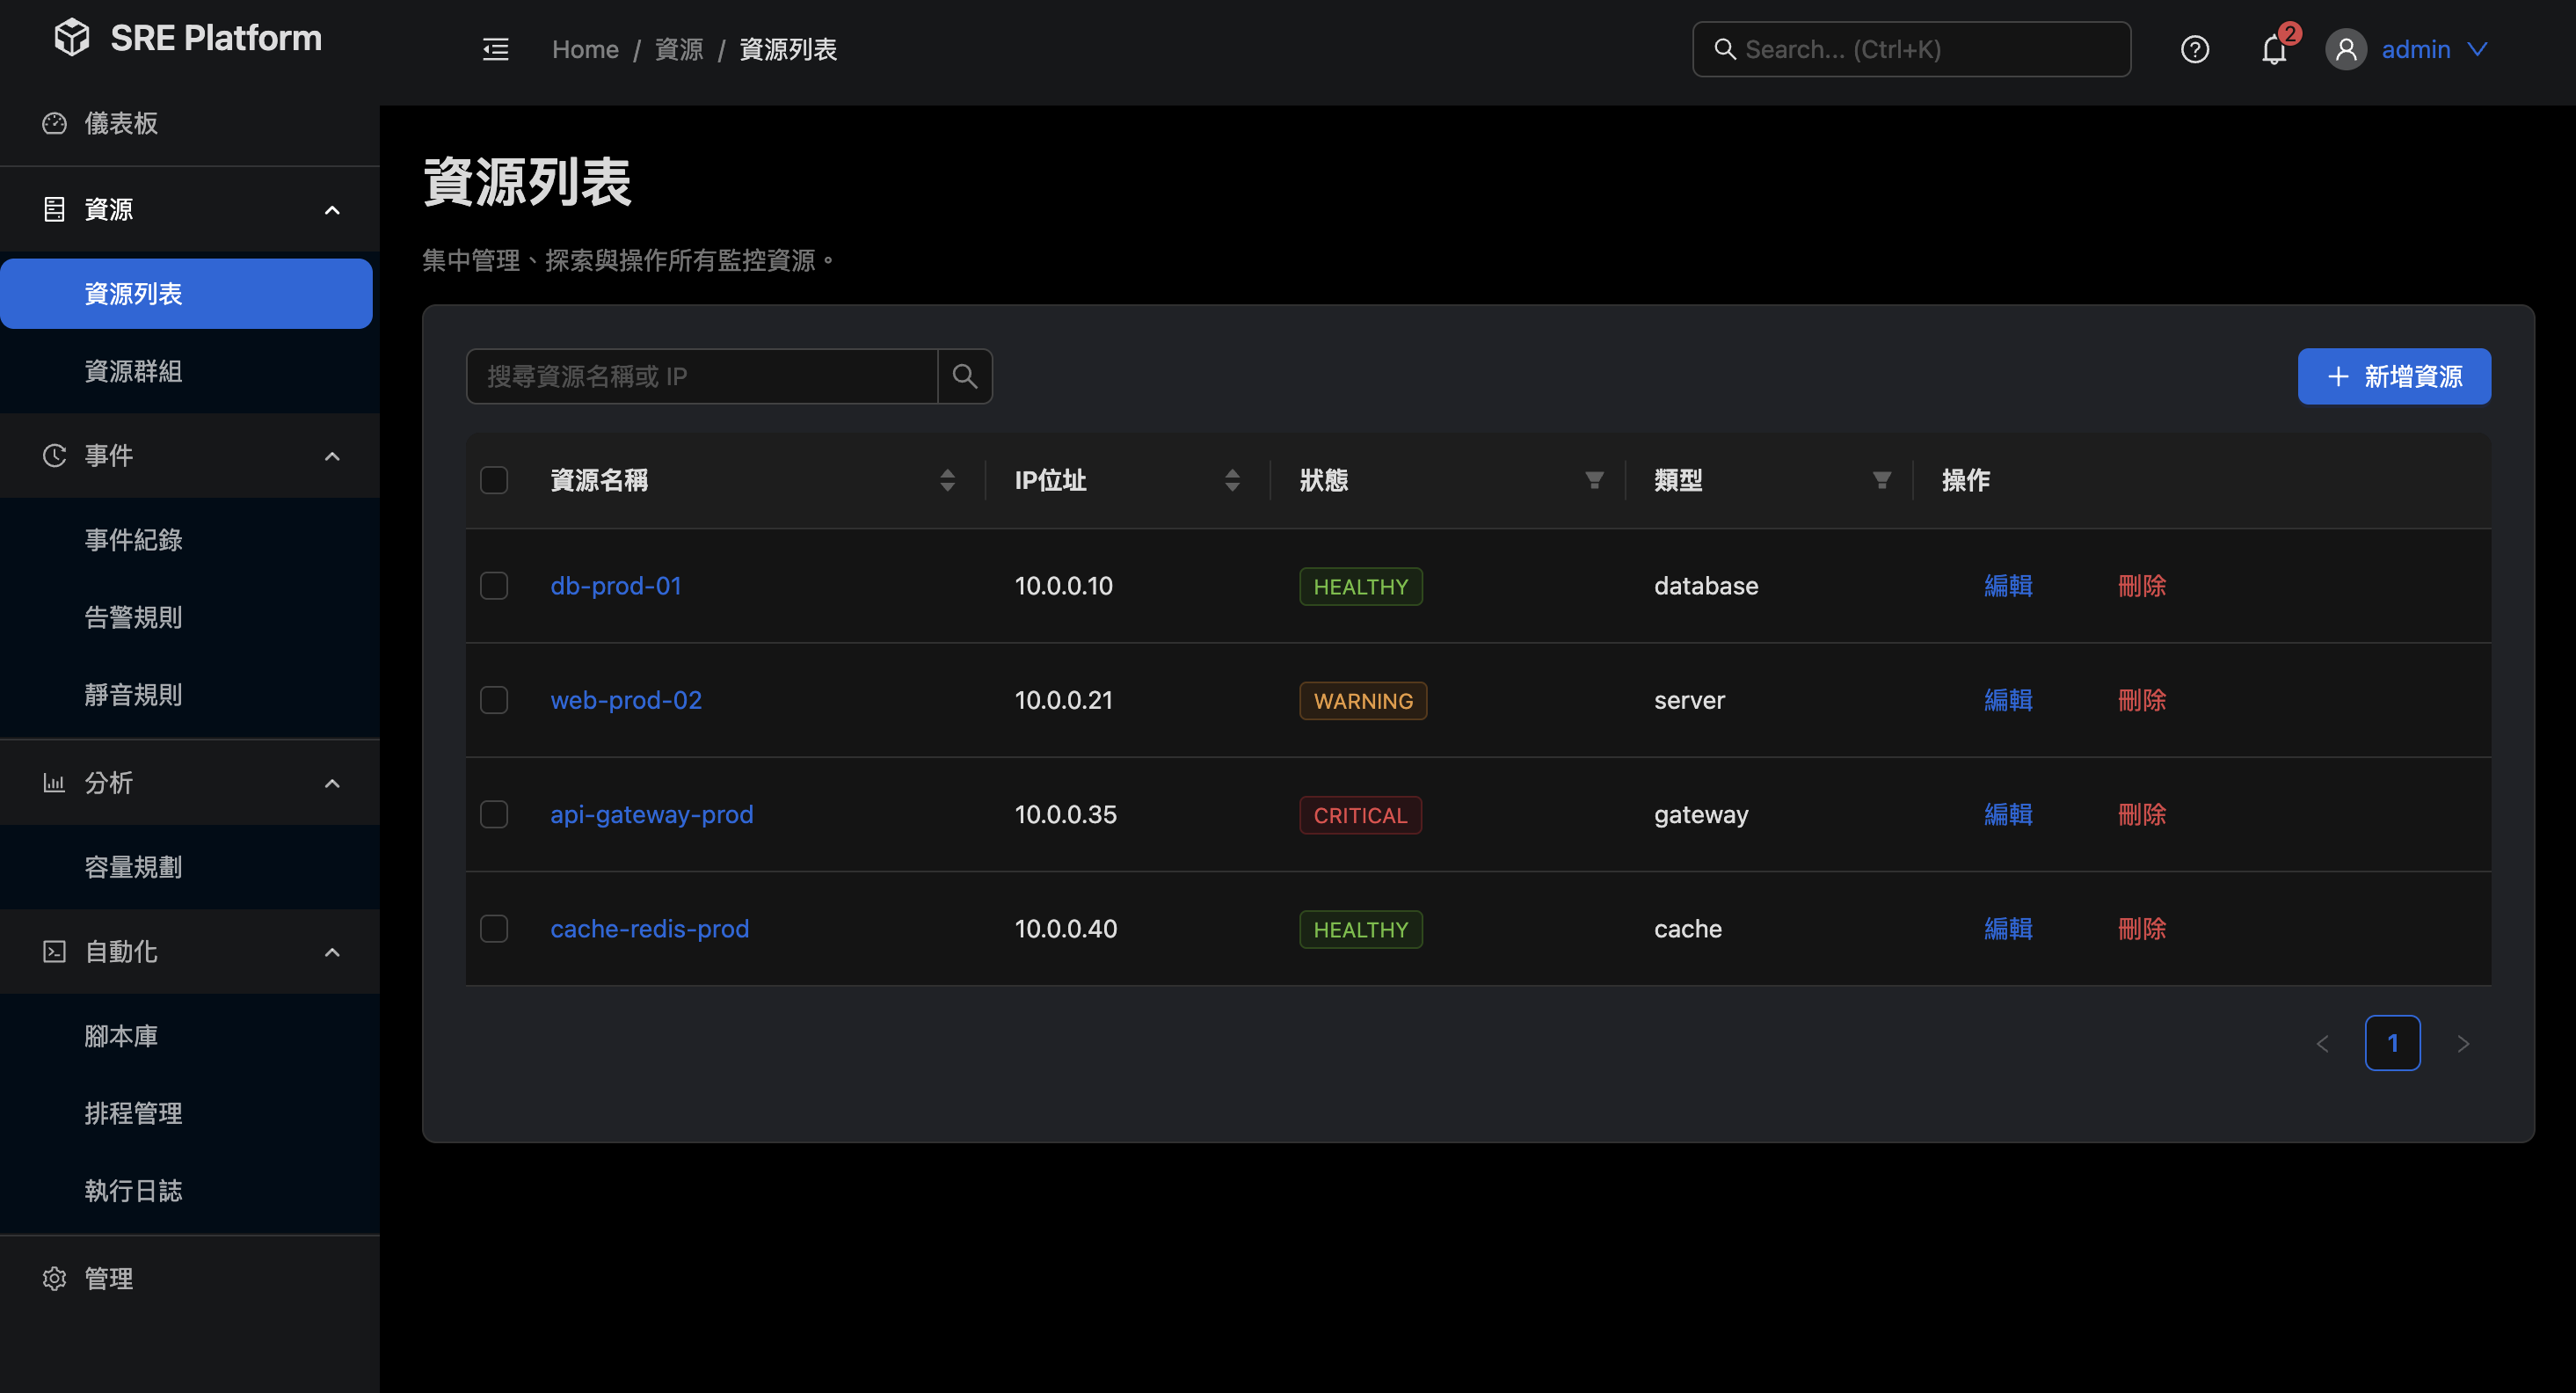 SRE Platform
Home / 資源 / 資源列表
Search... (Ctrl+K)
2
admin
儀表板
資源
資源列表
資源群組
事件
事件紀錄
告警規則
靜音規則
分析
容量規劃
自動化
腳本庫
排程管理
執行日誌
管理
資源列表
集中管理、探索與操作所有監控資源。
搜尋資源名稱或 IP
新增資源
資源名稱 IP位址 狀態 類型 操作
db-prod-01 10.0.0.10 HEALTHY database 編輯 刪除
web-prod-02 10.0.0.21 WARNING server 編輯 刪除
api-gateway-prod 10.0.0.35 CRITICAL gateway 編輯 刪除
cache-redis-prod 10.0.0.40 HEALTHY cache 編輯 刪除
1